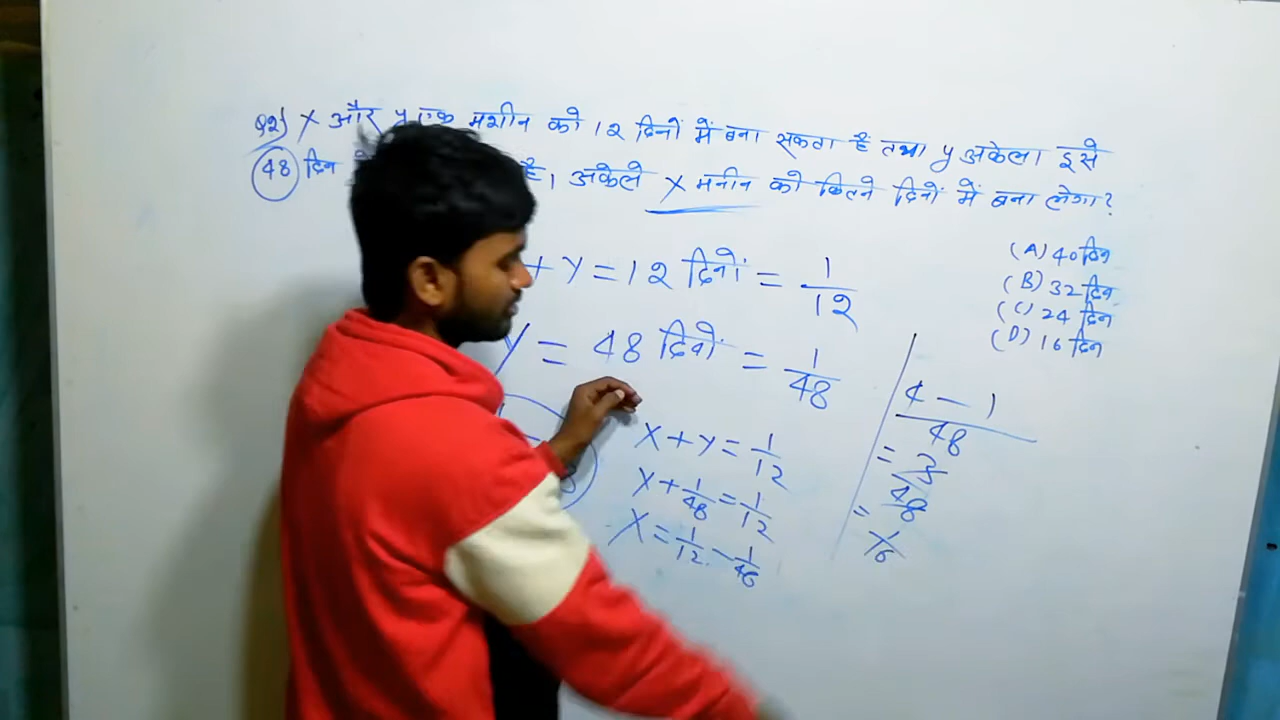 Q2) X और y एक मशीन को 12 दिनों में बना सकता है तथा y अकेला इसे
48 दिन है, अकेले X मशीन को कितने दिनों में बना लेगा?
(A) 40 दिन
(B) 32 दिन
(C) 24 दिन
(D) 16 दिन
+ Y = 12 दिनों = 1/12
Y = 48 दिनों = 1/48
X + Y = 1/12
X + 1/48 = 1/12
X = 1/12 - 1/48
4 - 1
48
= 3/48
= 1/16